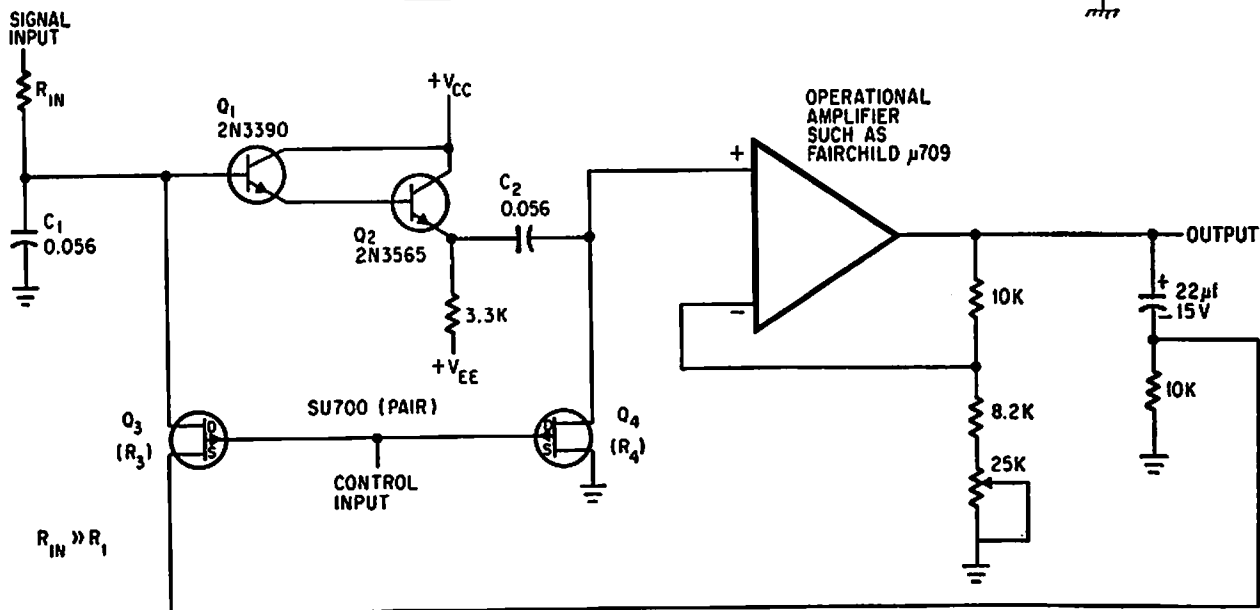 SIGNAL
INPUT
R_IN
Q_1
2N3390
+V_CC
C_1
0.056
Q_2
2N3565
C_2
0.056
3.3K
+V_EE
OPERATIONAL
AMPLIFIER
SUCH AS
FAIRCHILD μ709
+
−
OUTPUT
10K
+
22μf
− 15V
10K
8.2K
25K
Q_3
(R_3)
D
S
SU700 (PAIR)
CONTROL
INPUT
D
S
Q_4
(R_4)
R_IN >> R_1